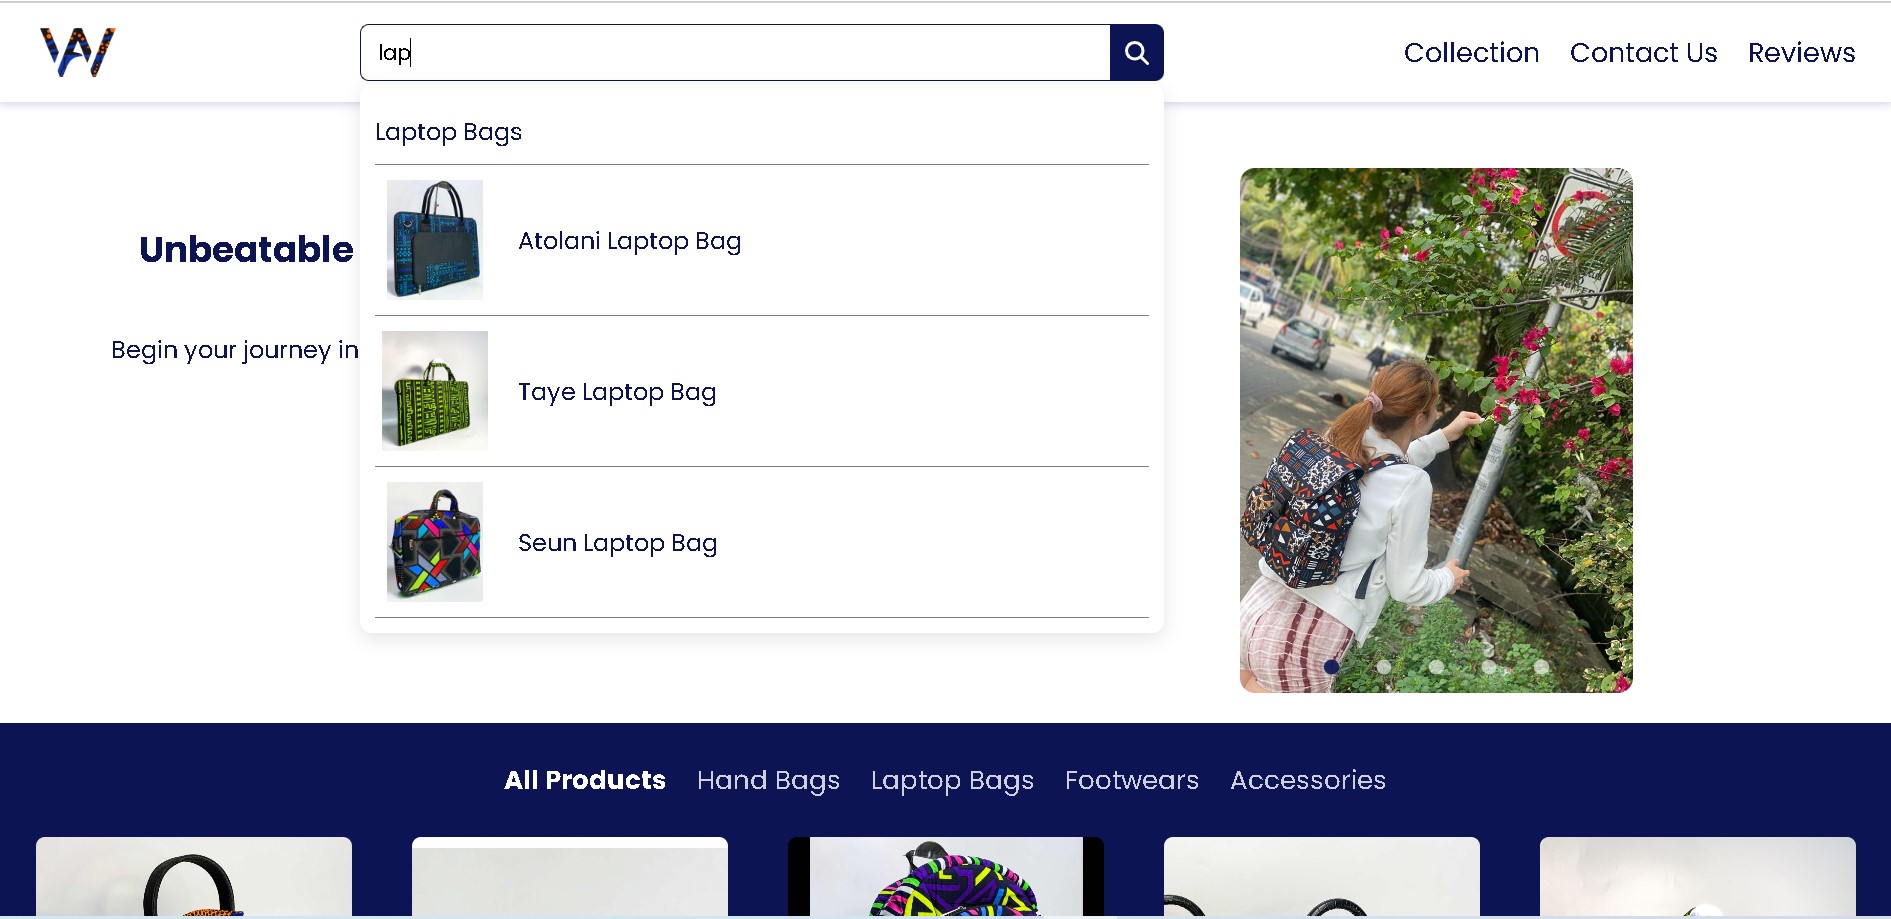 lap
Collection
Contact Us
Reviews
Laptop Bags
Atolani Laptop Bag
Taye Laptop Bag
Seun Laptop Bag
Unbeatable
Begin your journey in
All Products
Hand Bags
Laptop Bags
Footwears
Accessories